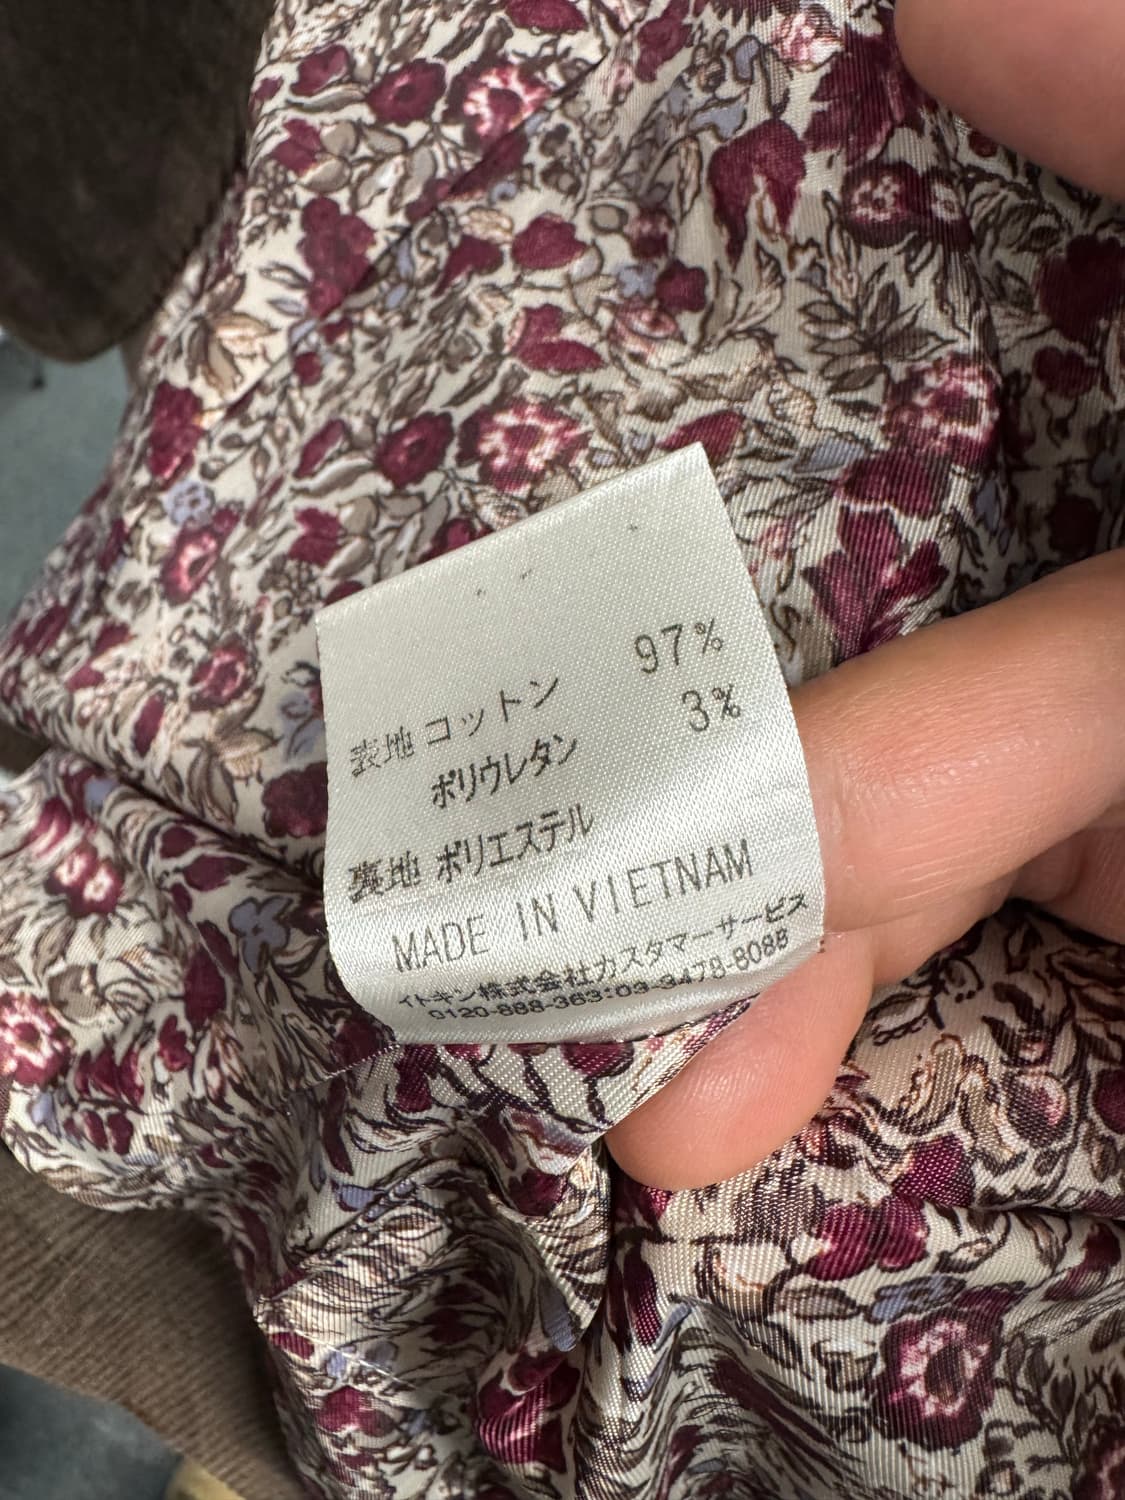 表地 コットン 97%
ポリウレタン 3%
裏地 ポリエステル
MADE IN VIETNAM
イトキン株式会社カスタマーサービス
0120-888-363:03-3478-8088